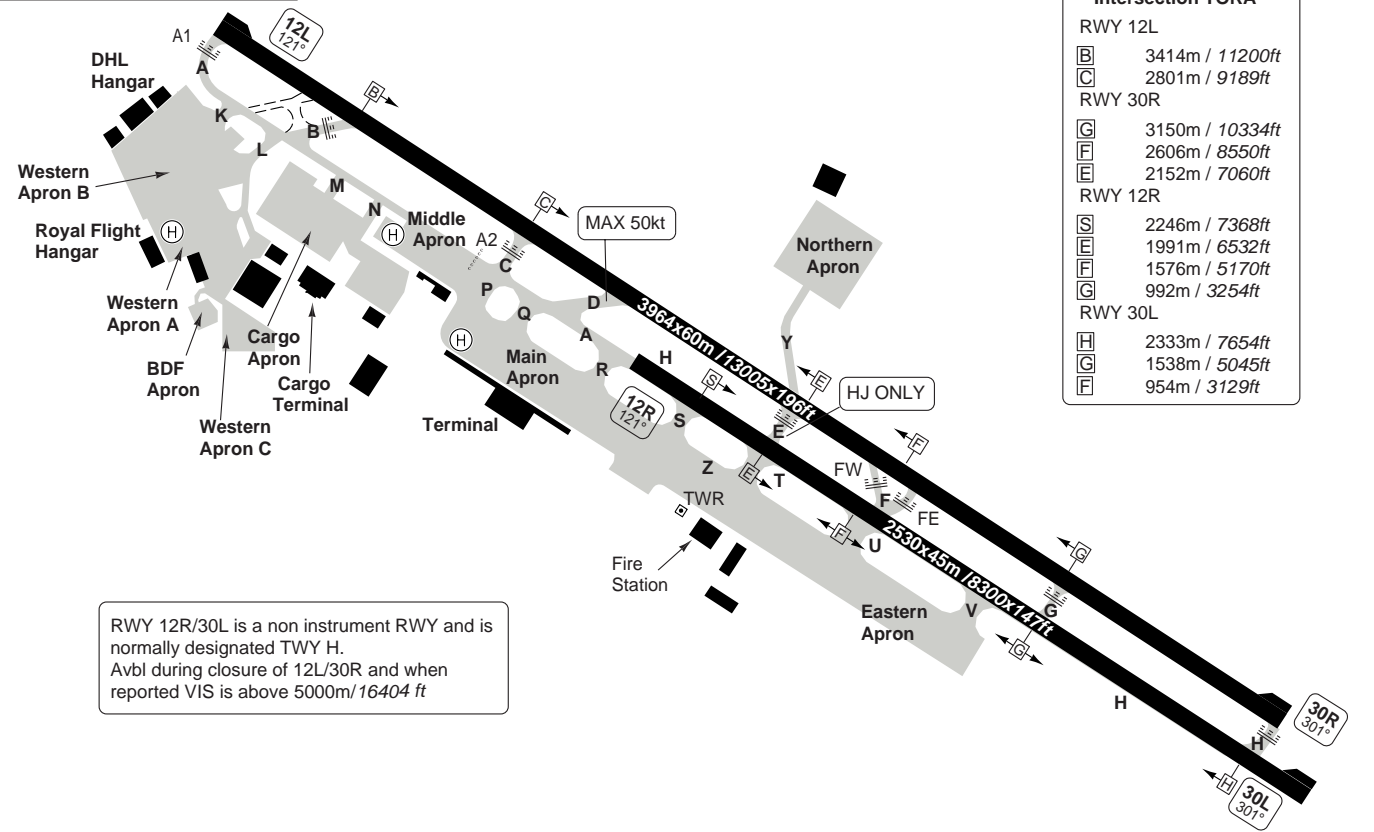 Intersection TORA
RWY 12L
B 3414m / 11200ft
C 2801m / 9189ft
RWY 30R
G 3150m / 10334ft
F 2606m / 8550ft
E 2152m / 7060ft
RWY 12R
S 2246m / 7368ft
E 1991m / 6532ft
F 1576m / 5170ft
G 992m / 3254ft
RWY 30L
H 2333m / 7654ft
G 1538m / 5045ft
F 954m / 3129ft
A1
12L
121°
DHL
Hangar
A
K
B
B
L
Western
Apron B
M
N
H
Middle
Apron
A2
C
C
MAX 50kt
Royal Flight
Hangar
H
Northern
Apron
P
Q
D
A
Western
Apron A
BDF
Apron
Cargo
Apron
Cargo
Terminal
Western
Apron C
H
Main
Apron
R
H
3964x60m /13005x196ft
Y
S
E
HJ ONLY
12R
121°
Terminal
S
E
F
Z
E
T
FW
F
FE
TWR
F
U
2530x45m /8300x147ft
G
Fire
Station
Eastern
Apron
V
G
G
RWY 12R/30L is a non instrument RWY and is
normally designated TWY H.
Avbl during closure of 12L/30R and when
reported VIS is above 5000m/16404 ft
H
30R
301°
H
H
30L
301°